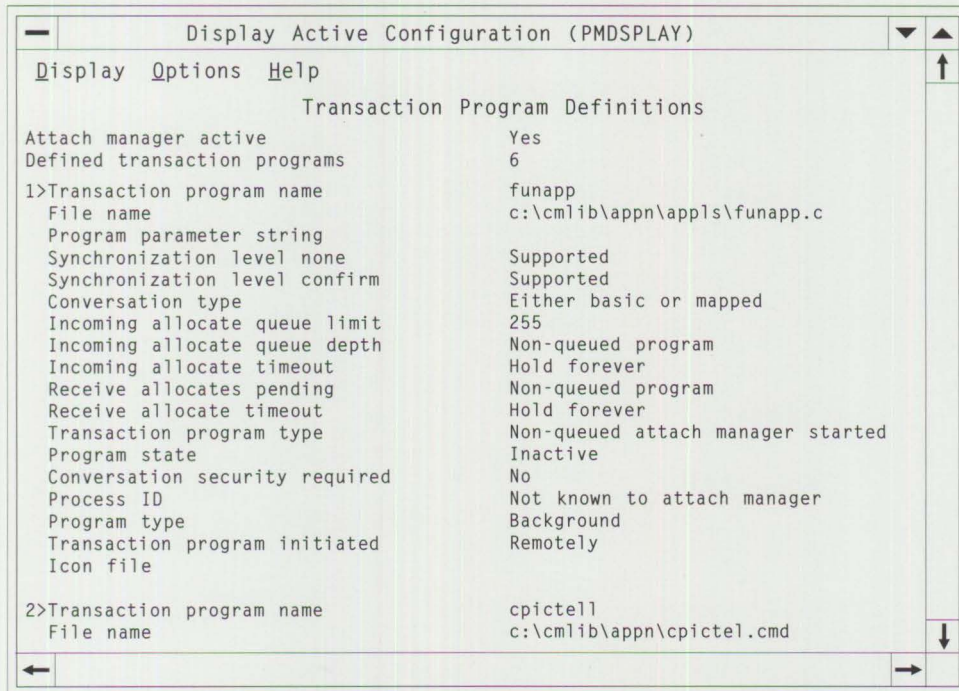 Display Active Configuration (PMDSPLAY)
Display Options Help
Transaction Program Definitions
Attach manager active Yes
Defined transaction programs 6
1>Transaction program name funapp
File name c:\cmlib\appn\appls\funapp.c
Program parameter string
Synchronization level none Supported
Synchronization level confirm Supported
Conversation type Either basic or mapped
Incoming allocate queue limit 255
Incoming allocate queue depth Non-queued program
Incoming allocate timeout Hold forever
Receive allocates pending Non-queued program
Receive allocate timeout Hold forever
Transaction program type Non-queued attach manager started
Program state Inactive
Conversation security required No
Process ID Not known to attach manager
Program type Background
Transaction program initiated Remotely
Icon file
2>Transaction program name cpictell
File name c:\cmlib\appn\cpictel.cmd